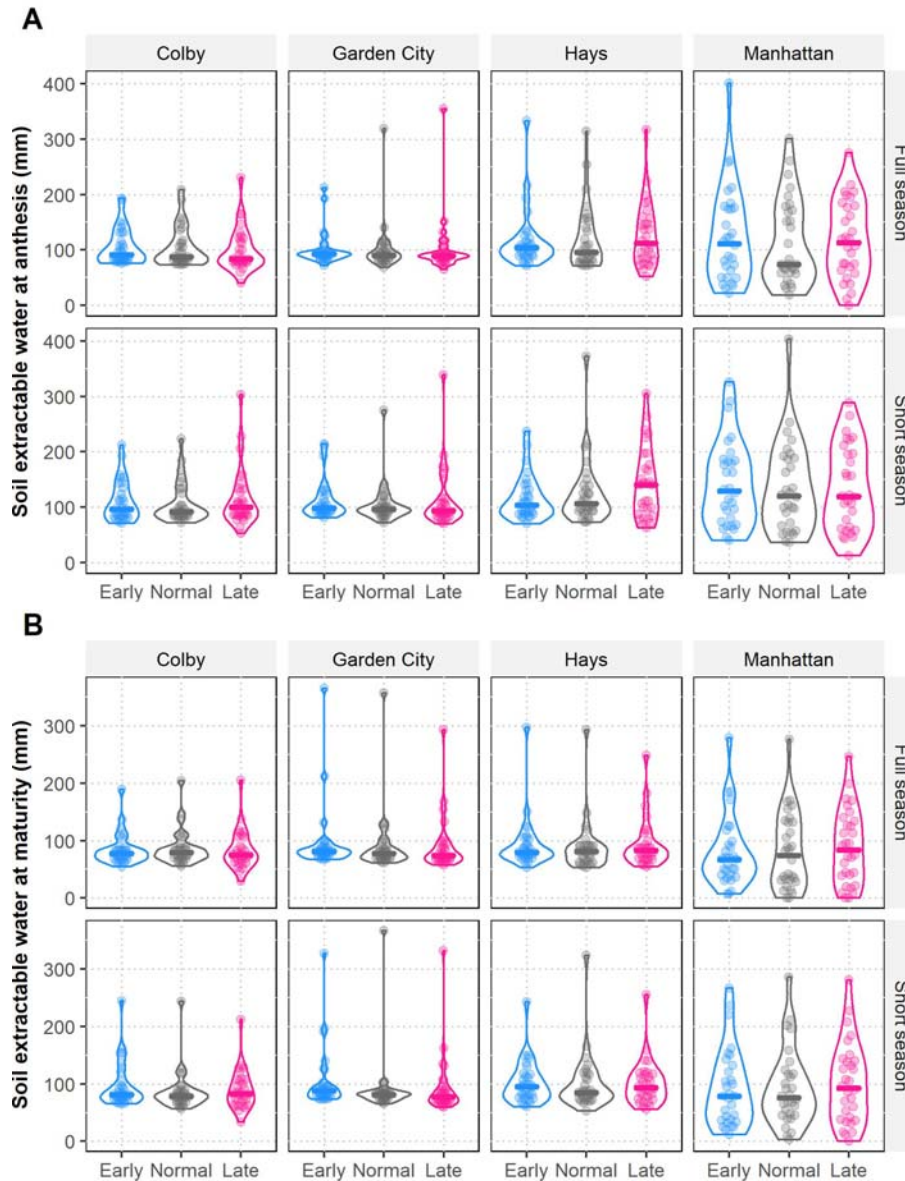 A
Colby Garden City Hays Manhattan
Soil extractable water at anthesis (mm)
400
300
200
100
0
Full season
400
300
200
100
0
Short season
Early Normal Late Early Normal Late Early Normal Late Early Normal Late
B
Colby Garden City Hays Manhattan
Soil extractable water at maturity (mm)
300
200
100
0
Full season
300
200
100
0
Short season
Early Normal Late Early Normal Late Early Normal Late Early Normal Late